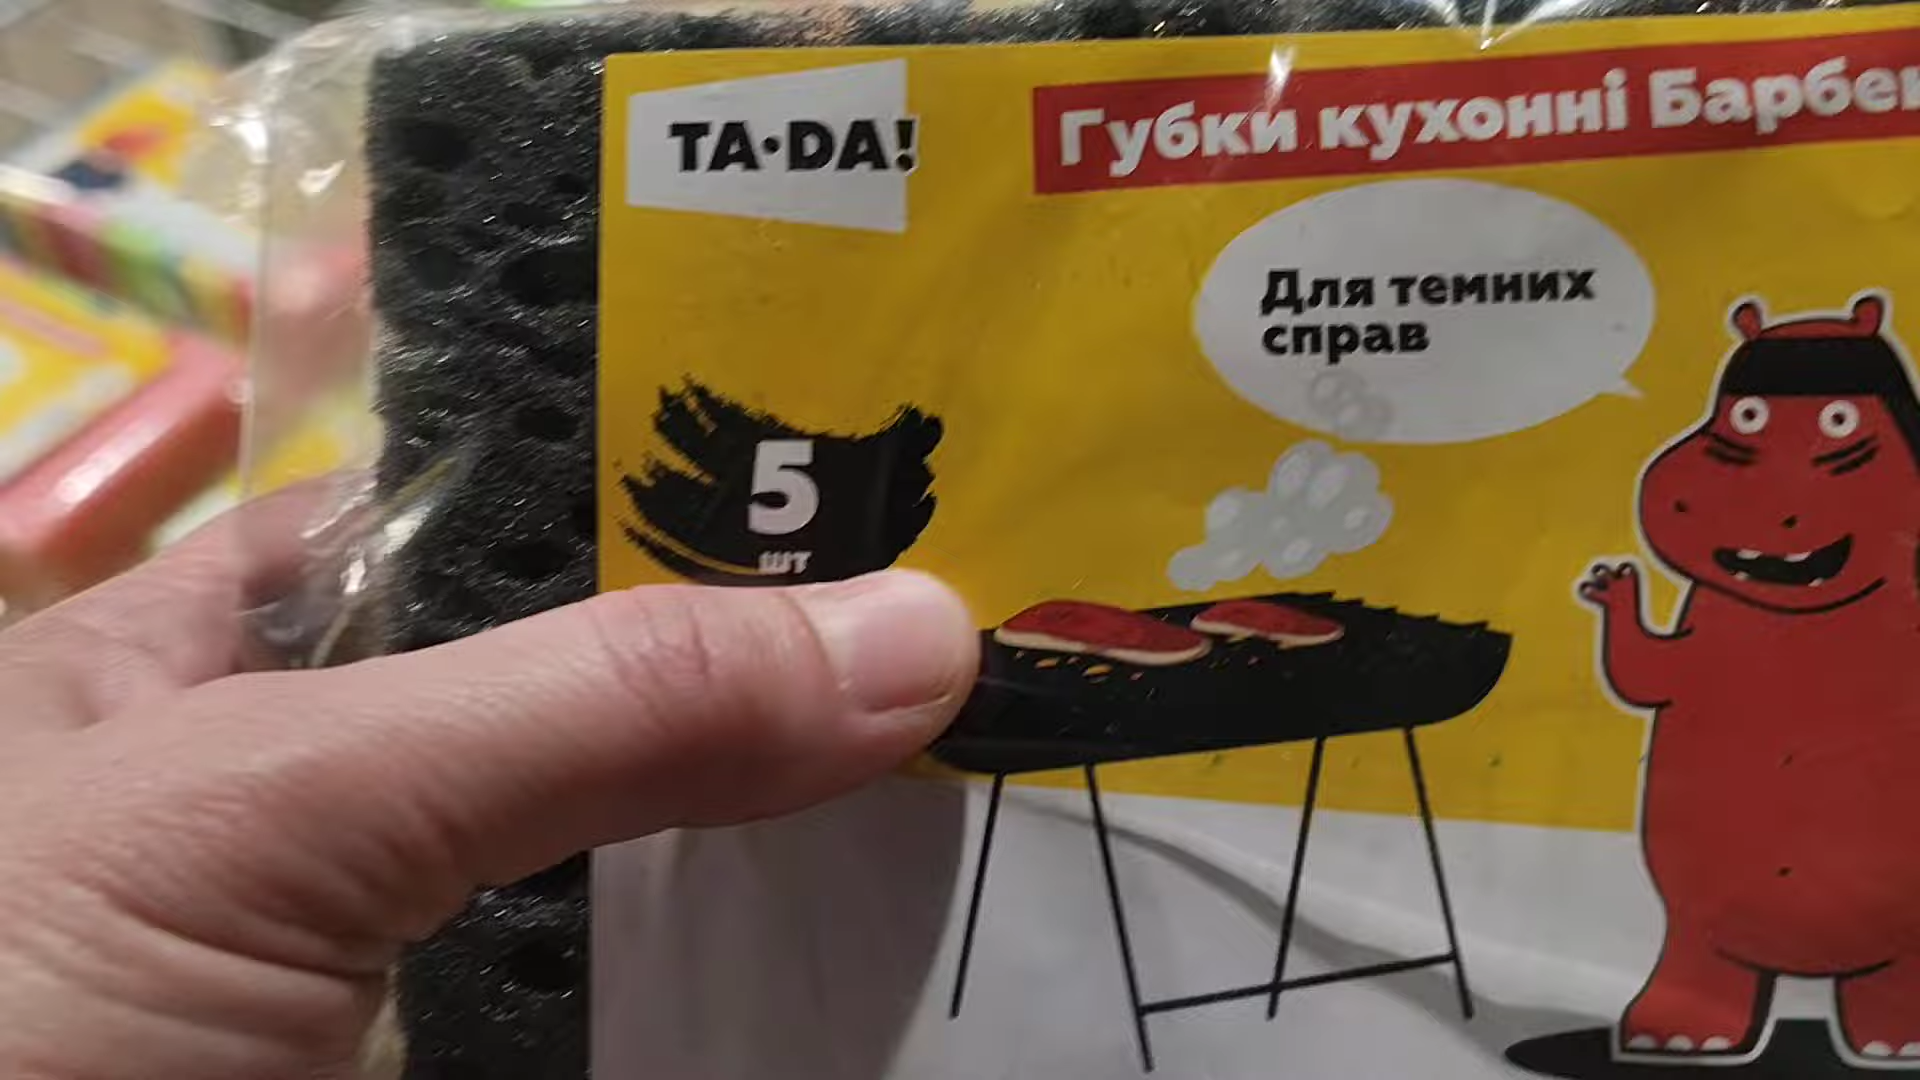 TA·DA!
Губки кухонні
Для темних
справ
5
шт